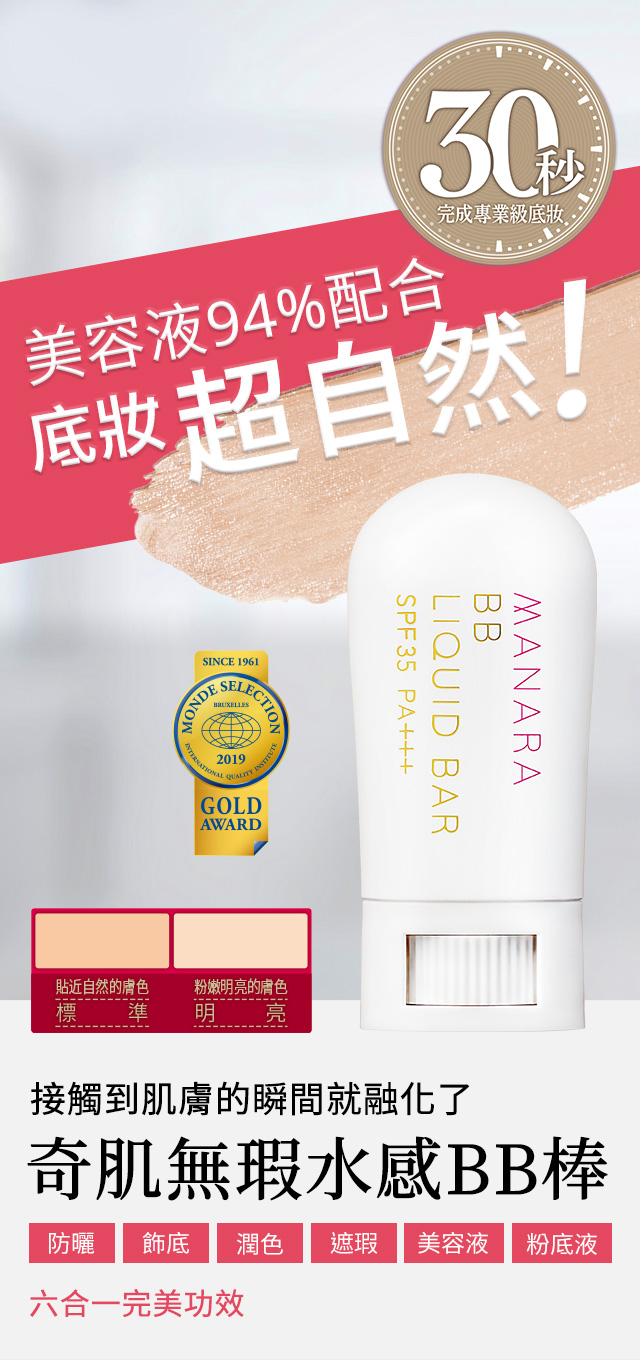 30秒
完成專業級底妝
美容液94%配合
底妝超自然!
MANARA
BB
LIQUID BAR
SPF35 PA+++
SINCE 1961
MONDE SELECTION
BRUXELLES
2019
INTERNATIONAL QUALITY INSTITUTE
GOLD
AWARD
貼近自然的膚色
標準
粉嫩明亮的膚色
明亮
接觸到肌膚的瞬間就融化了
奇肌無瑕水感BB棒
防曬 飾底 潤色 遮瑕 美容液 粉底液
六合一完美功效